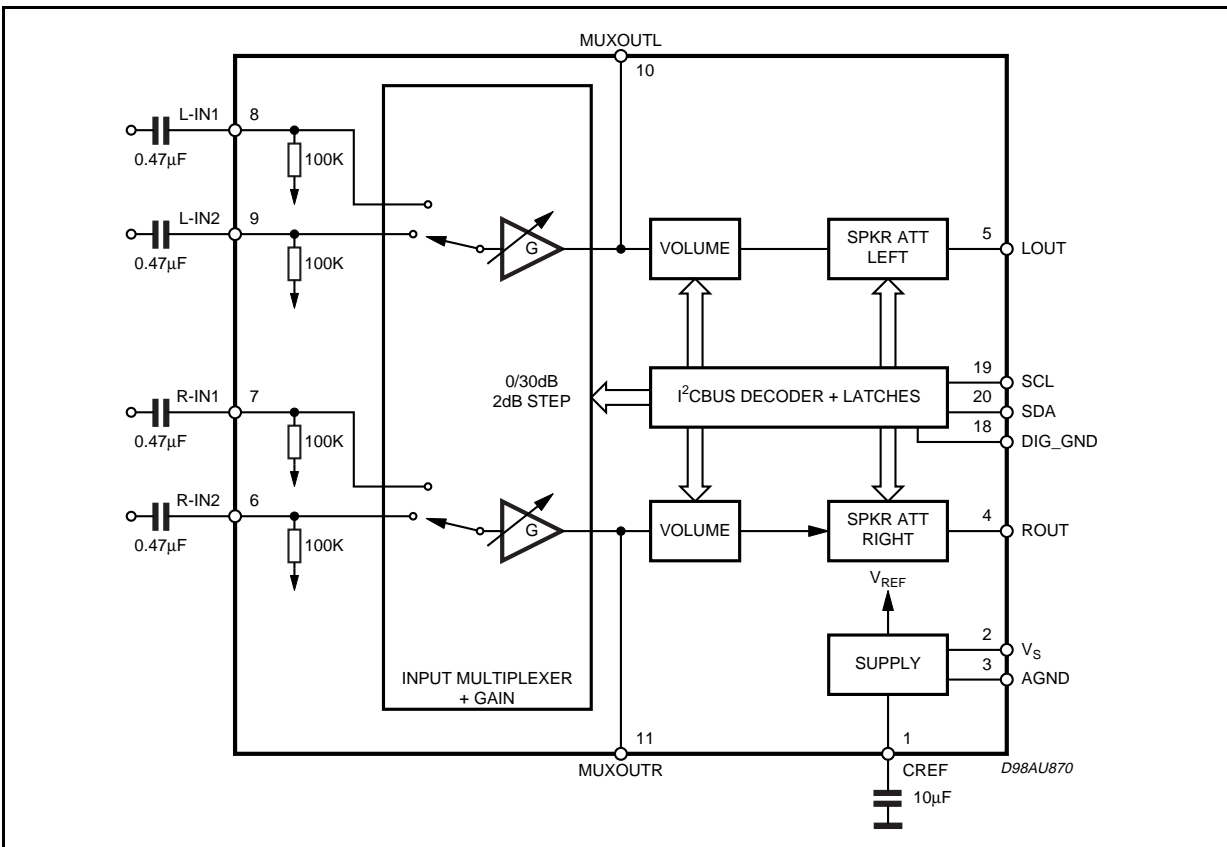 MUXOUTL
10
L-IN1
8
0.47μF
100K
L-IN2
9
0.47μF
100K
G
VOLUME
SPKR ATT
LEFT
5
LOUT
0/30dB
2dB STEP
I²CBUS DECODER + LATCHES
19
SCL
20
SDA
18
DIG_GND
R-IN1
7
0.47μF
100K
R-IN2
6
0.47μF
100K
G
VOLUME
SPKR ATT
RIGHT
4
ROUT
VREF
SUPPLY
2
VS
3
AGND
INPUT MULTIPLEXER
+ GAIN
11
MUXOUTR
1
CREF
10μF
D98AU870